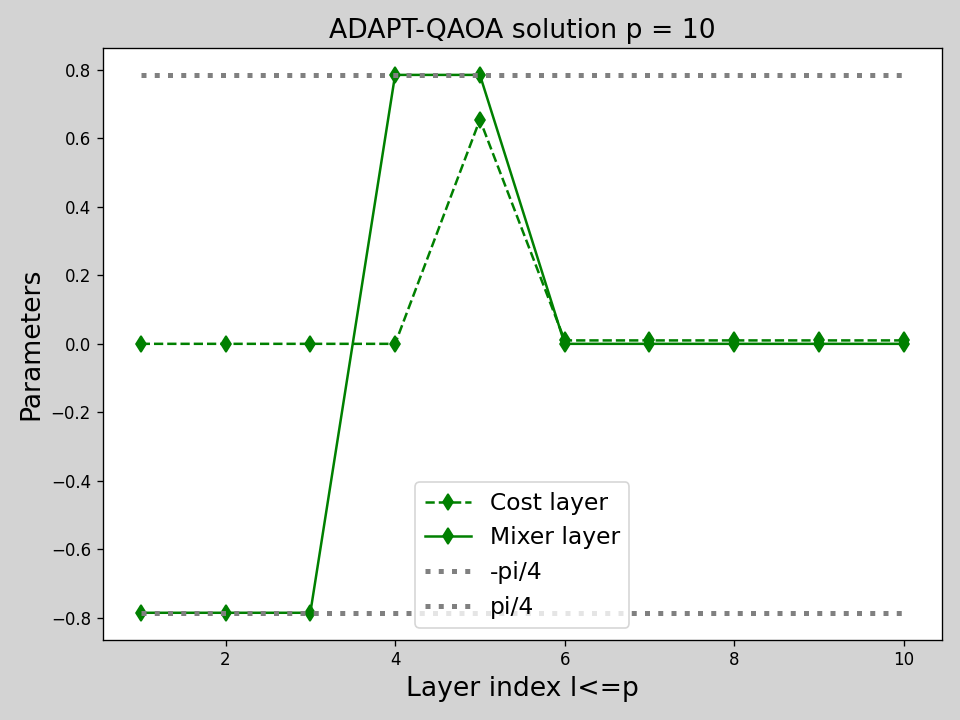 ADAPT-QAOA solution p = 10
Parameters
0.8
0.6
0.4
0.2
0.0
−0.2
−0.4
−0.6
−0.8
Cost layer
Mixer layer
-pi/4
pi/4
2
4
6
8
10
Layer index l<=p